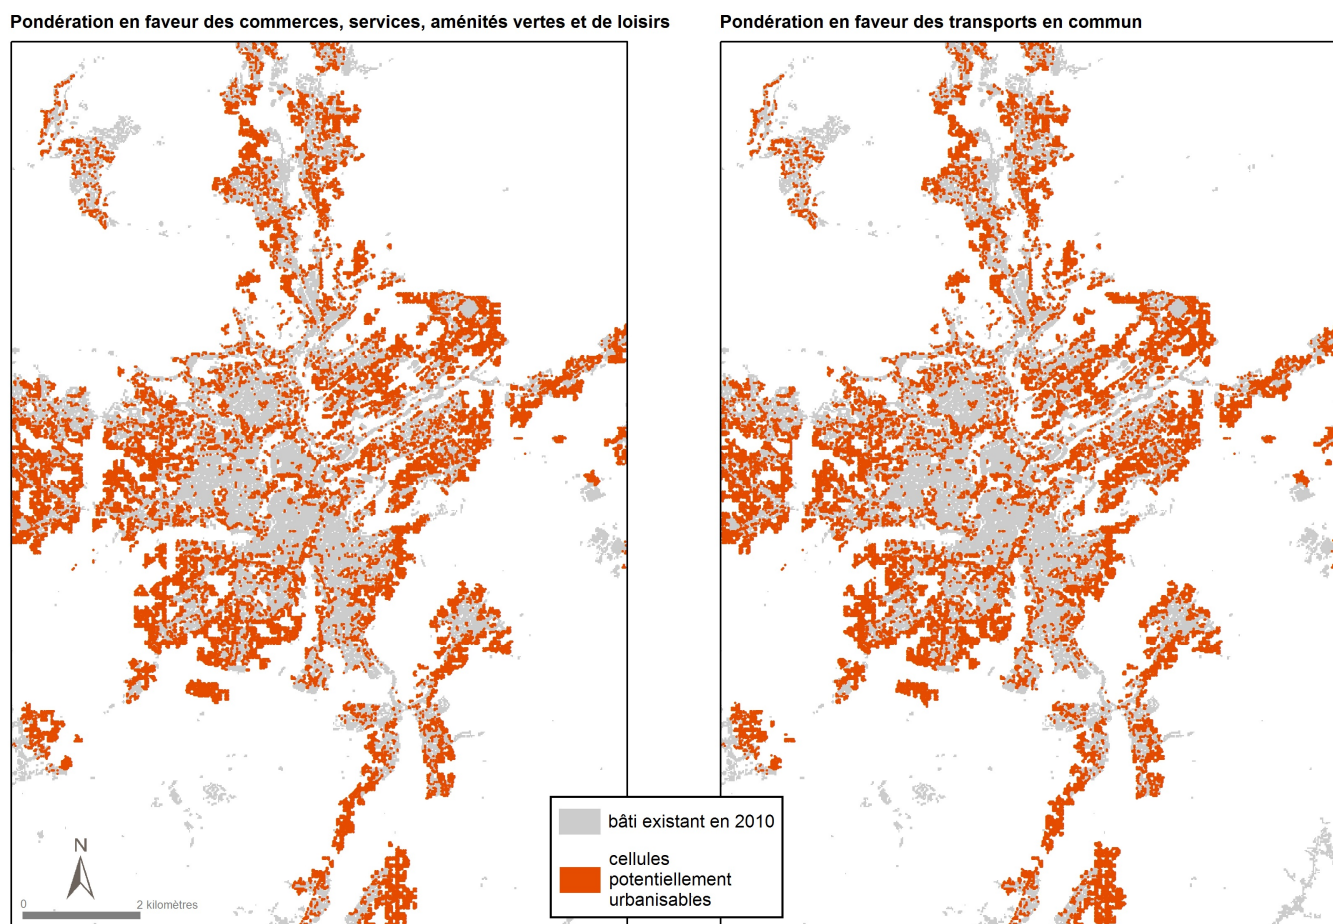 Pondération en faveur des commerces, services, aménités vertes et de loisirs
Pondération en faveur des transports en commun
bâti existant en 2010
cellules
potentiellement
urbanisables
N
0 2 kilomètres